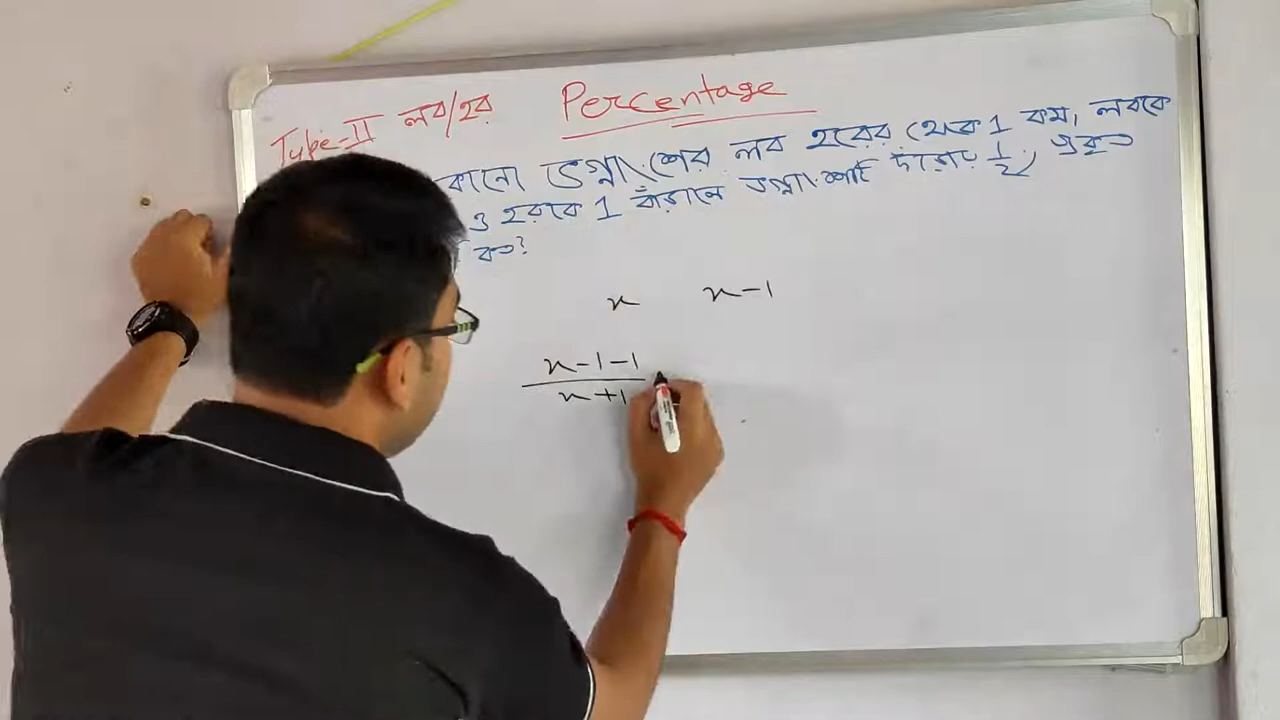 Type-II লব/হর Percentage
কোনো ভগ্নাংশের লব হরের থেকে 1 কম, লবকে
ও হরকে 1 বাঁড়ালে ভগ্নাংশটি দাঁড়ায় 1/2, প্রকৃত
কত?
x x-1
x-1-1
x+1